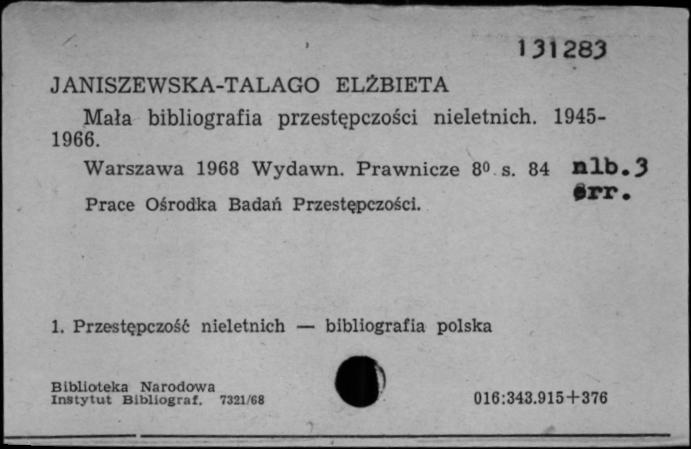 131283
JANISZEWSKA-TALAGO ELŻBIETA
Mała bibliografia przestępczości nieletnich. 1945-
1966.
Warszawa 1968 Wydawn. Prawnicze 8⁰ s. 84 nlb.3
err.
Prace Ośrodka Badań Przestępczości.
1. Przestępczość nieletnich — bibliografia polska
Biblioteka Narodowa
Instytut Bibliograf. 7321/68
016:343.915+376